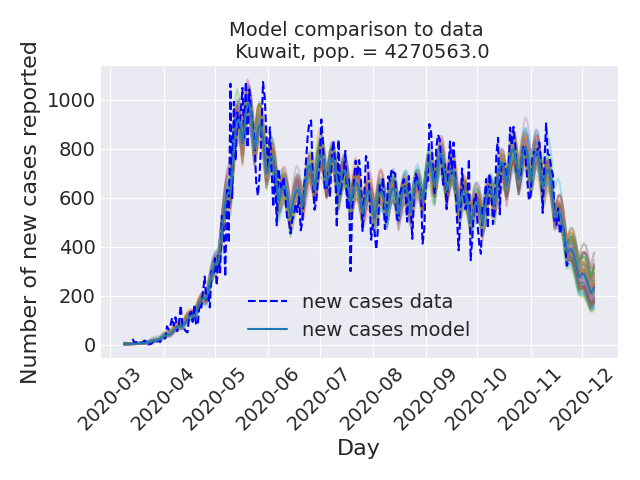 Model comparison to data
Kuwait, pop. = 4270563.0
Number of new cases reported
1000
800
600
400
200
0
new cases data
new cases model
2020-03
2020-04
2020-05
2020-06
2020-07
2020-08
2020-09
2020-10
2020-11
2020-12
Day